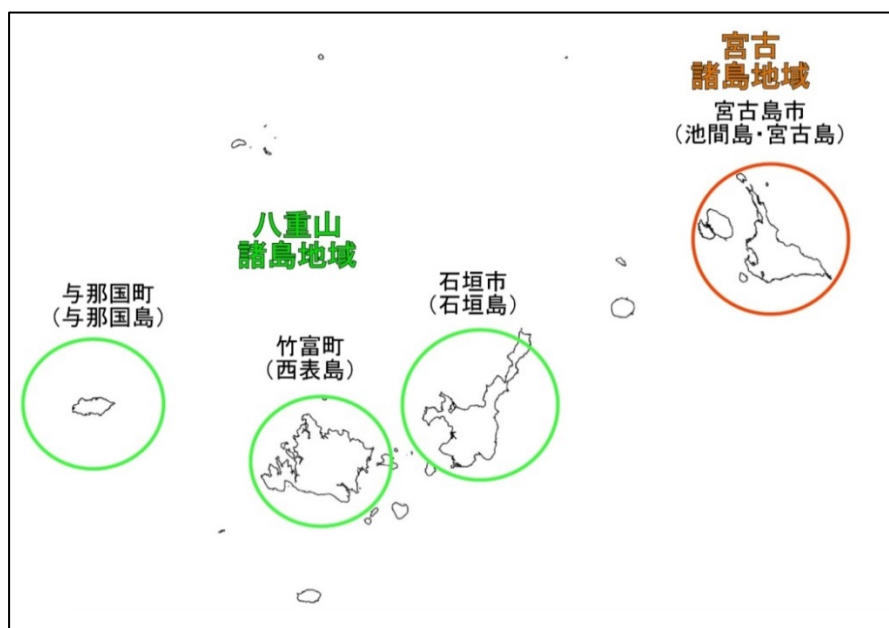 宮古
諸島地域
宮古島市
（池間島・宮古島）
八重山
諸島地域
石垣市
（石垣島）
与那国町
（与那国島）
竹富町
（西表島）